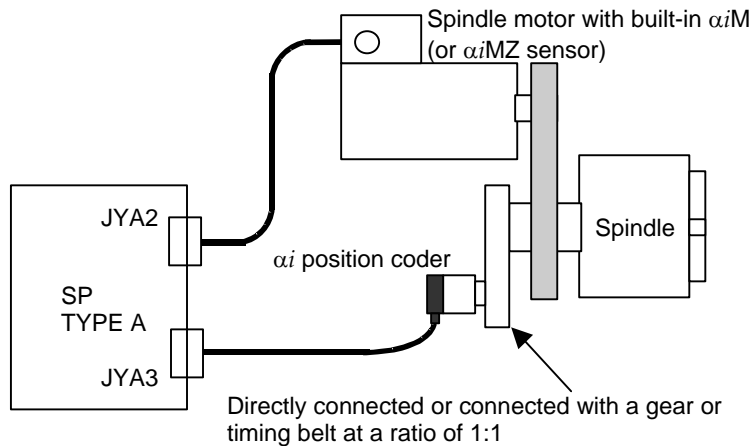 Spindle motor with built-in αiM
(or αiMZ sensor)
JYA2
Spindle
αi position coder
SP
TYPE A
JYA3
Directly connected or connected with a gear or
timing belt at a ratio of 1:1